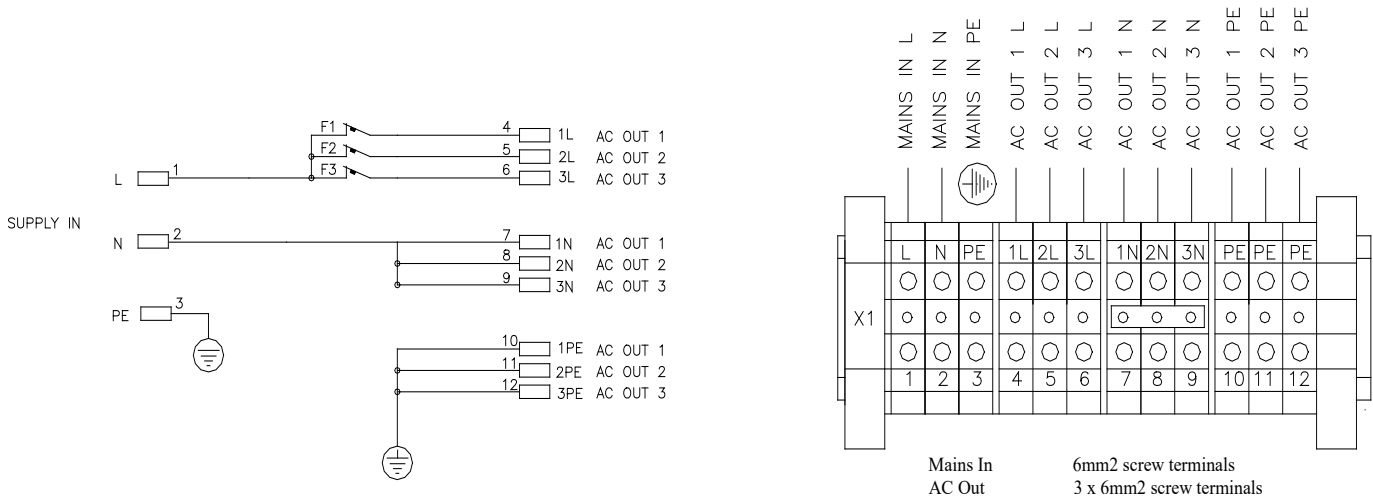 F1 4 1L AC OUT 1
F2 5 2L AC OUT 2
L 1 F3 6 3L AC OUT 3
SUPPLY IN
N 2 7 1N AC OUT 1
8 2N AC OUT 2
9 3N AC OUT 3
PE 3
10 1PE AC OUT 1
11 2PE AC OUT 2
12 3PE AC OUT 3
MAINS IN L
MAINS IN N
MAINS IN PE
AC OUT 1 L
AC OUT 2 L
AC OUT 3 L
AC OUT 1 N
AC OUT 2 N
AC OUT 3 N
AC OUT 1 PE
AC OUT 2 PE
AC OUT 3 PE
L N PE 1L 2L 3L 1N 2N 3N PE PE PE
X1
1 2 3 4 5 6 7 8 9 10 11 12
Mains In 6mm2 screw terminals
AC Out 3 x 6mm2 screw terminals